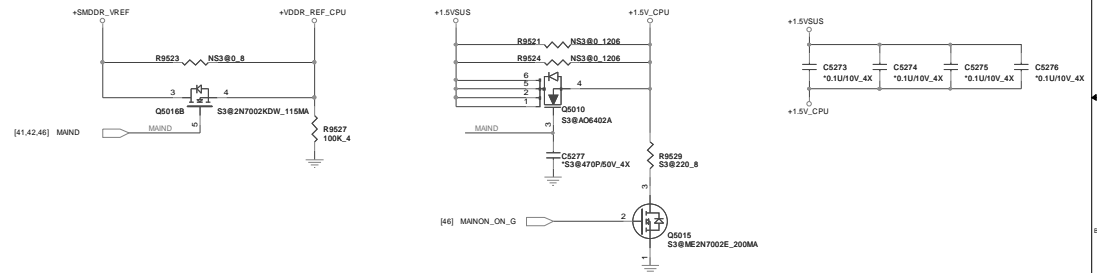 +SMDDR_VREF
+VDDR_REF_CPU
R9523
NS3@0_8
3
4
Q5016B
S3@2N7002KDW_115MA
5
[41,42,46] MAIND
MAIND
R9527
100K_4
+1.5VSUS
+1.5V_CPU
R9521
NS3@0_1206
R9524
NS3@0_1206
6
5
2
1
4
Q5010
S3@AO6402A
3
MAIND
C5277
*S3@470P/50V_4X
R9529
S3@220_8
3
[46] MAINON_ON_G
2
Q5015
S3@ME2N7002E_200MA
1
+1.5VSUS
C5273
*0.1U/10V_4X
C5274
*0.1U/10V_4X
C5275
*0.1U/10V_4X
C5276
*0.1U/10V_4X
+1.5V_CPU